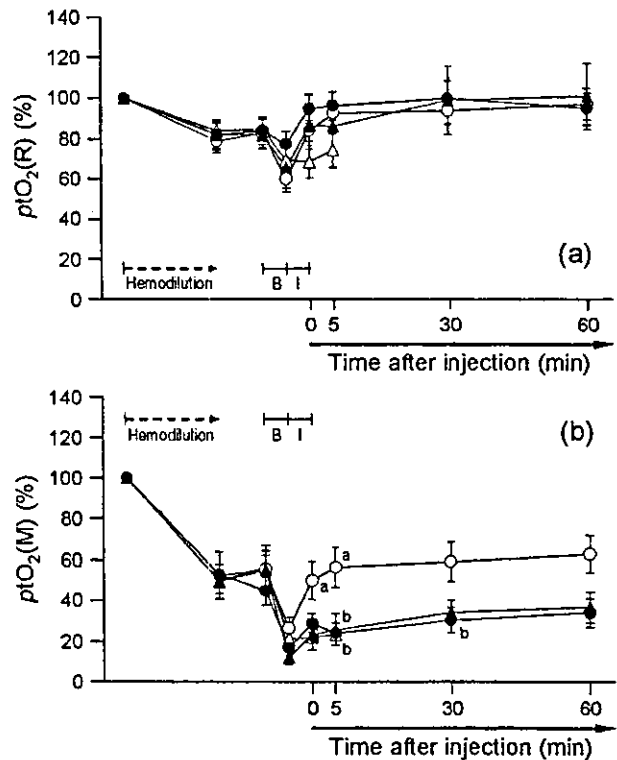 140
120
100
80
60
40
20
0
ptO₂(R) (%)
Hemodilution
B I
(a)
0 5 30 60
Time after injection (min)
140
120
100
80
60
40
20
0
ptO₂(M) (%)
Hemodilution
B I
(b)
a
a
b
b
b
0 5 30 60
Time after injection (min)